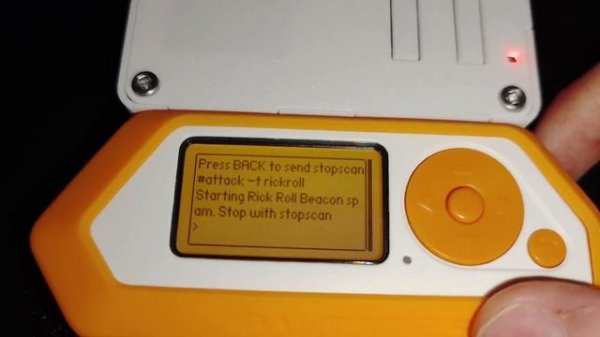 Press BACK to send stopscan
#attack -t rickroll
Starting Rick Roll Beacon sp
am. Stop with stopscan
>